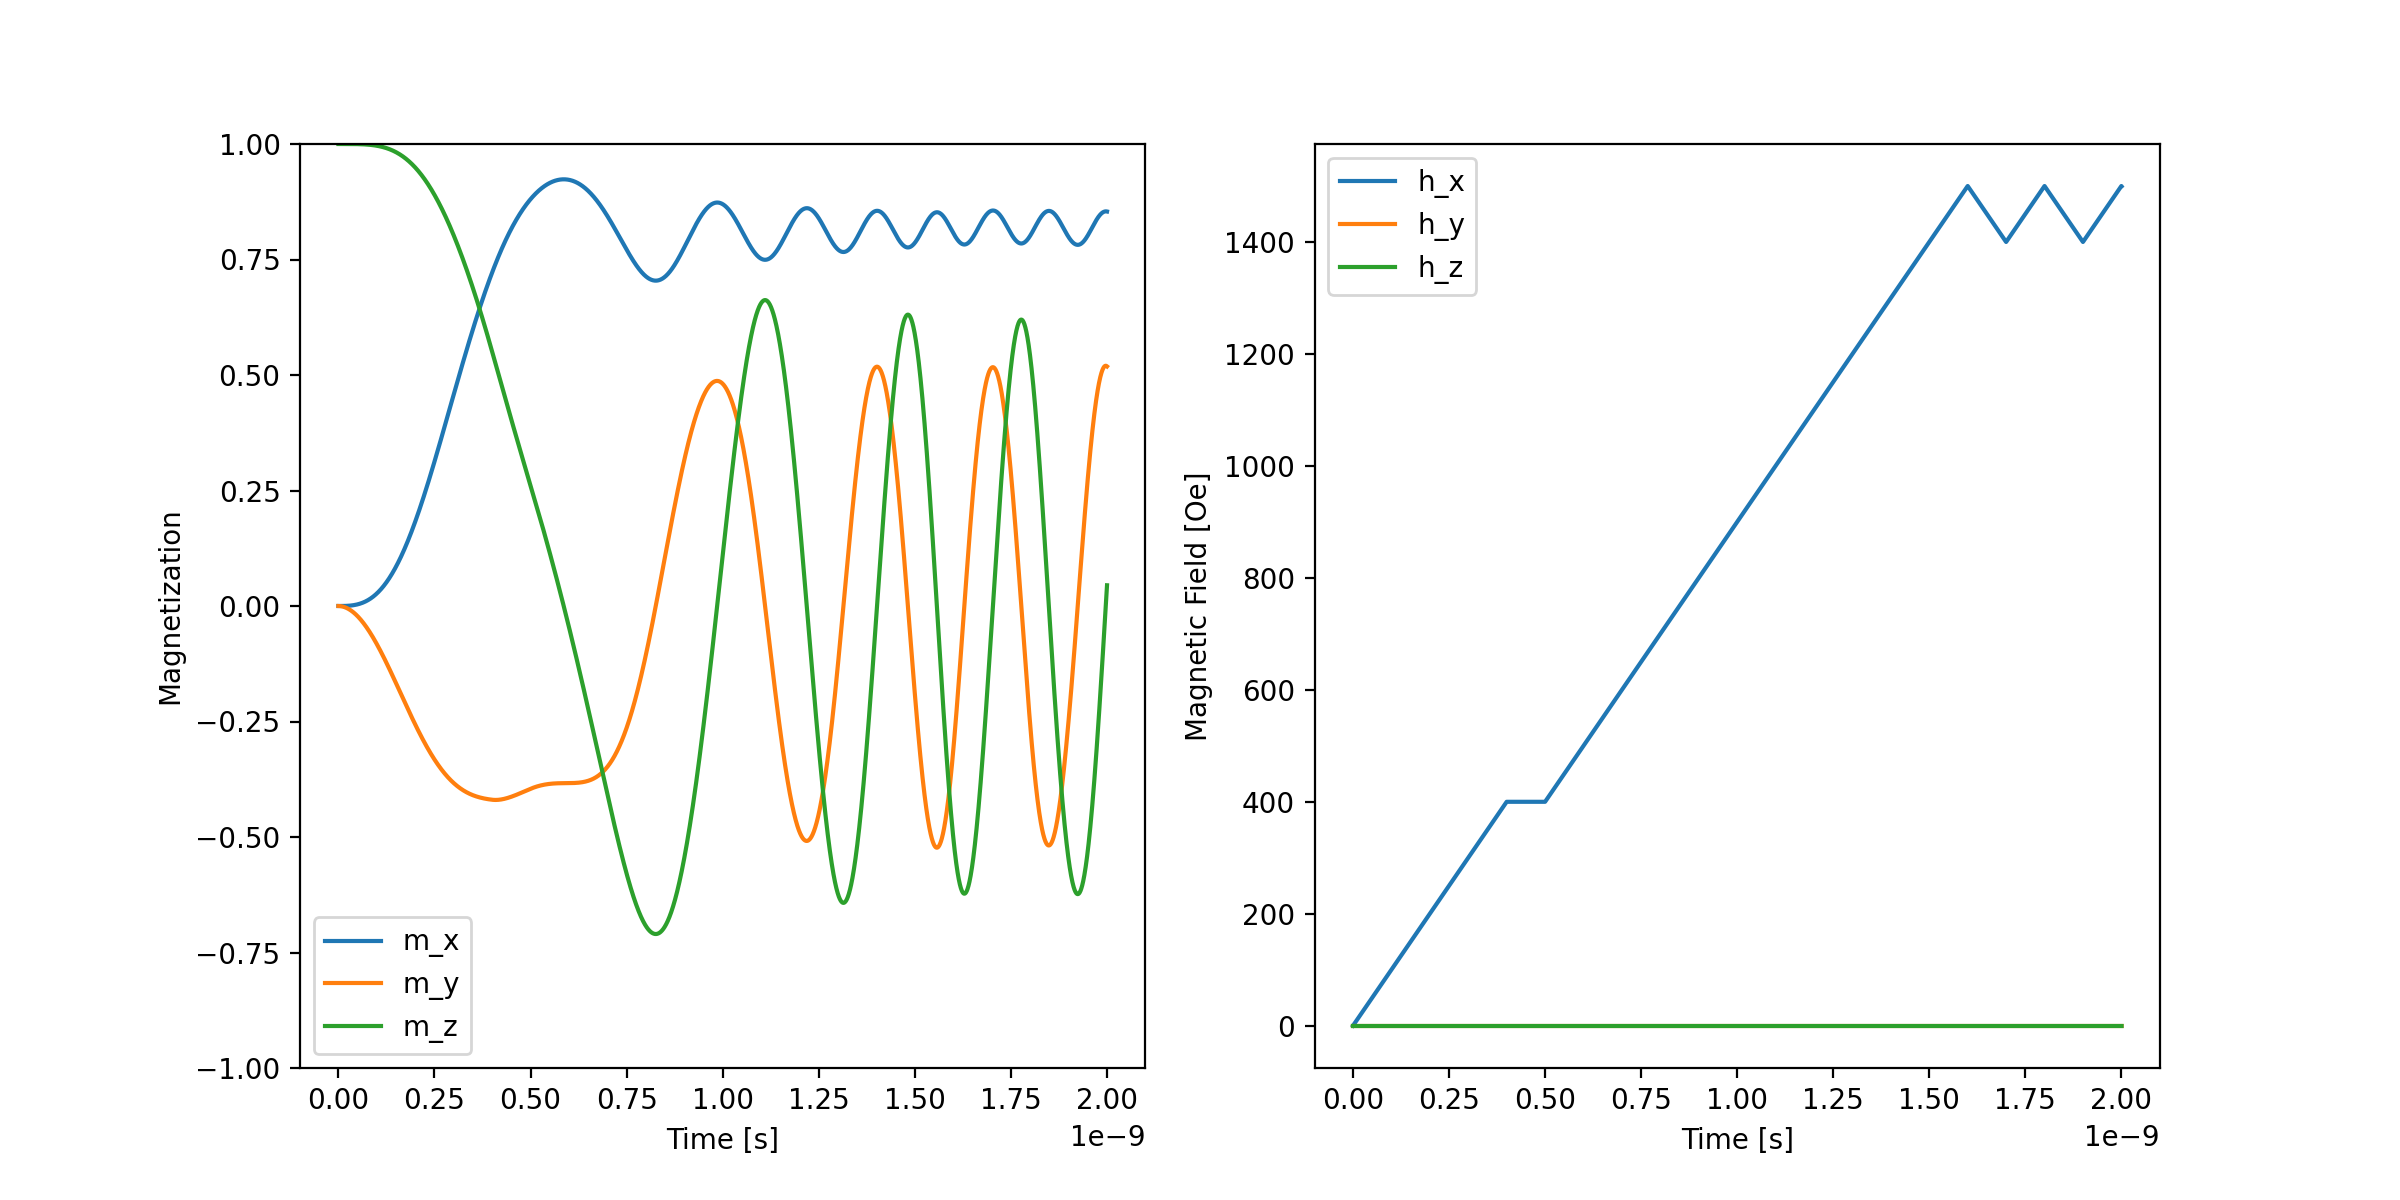 1.00
0.75
0.50
0.25
0.00
−0.25
−0.50
−0.75
−1.00
Magnetization
m_x
m_y
m_z
0.00 0.25 0.50 0.75 1.00 1.25 1.50 1.75 2.00
Time [s]
1e−9
1400
1200
1000
800
600
400
200
0
Magnetic Field [Oe]
h_x
h_y
h_z
0.00 0.25 0.50 0.75 1.00 1.25 1.50 1.75 2.00
Time [s]
1e−9